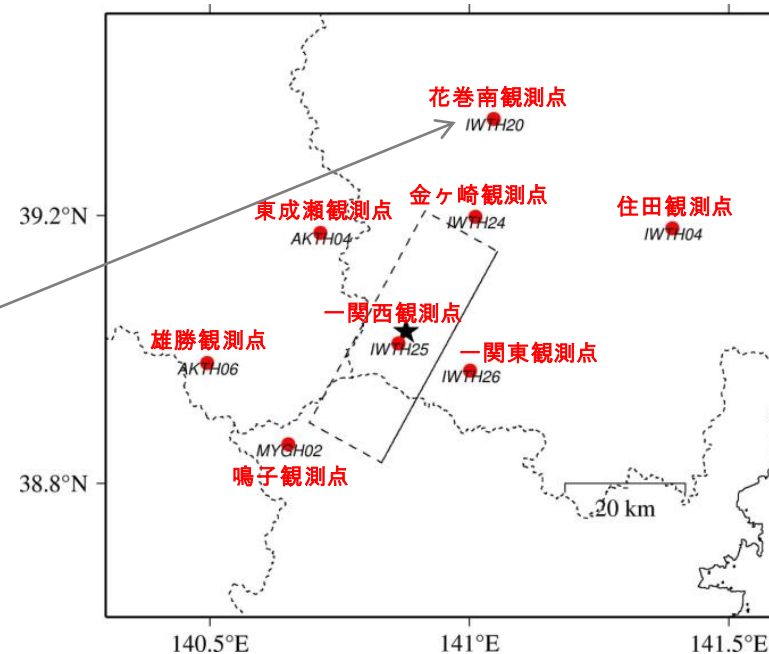 花巻南観測点
IWTH20
39.2°N
東成瀬観測点
AKTH04
金ヶ崎観測点
IWTH24
住田観測点
IWTH04
一関西観測点
IWTH25
雄勝観測点
AKTH06
一関東観測点
IWTH26
38.8°N
MYGH02
鳴子観測点
20 km
140.5°E
141°E
141.5°E